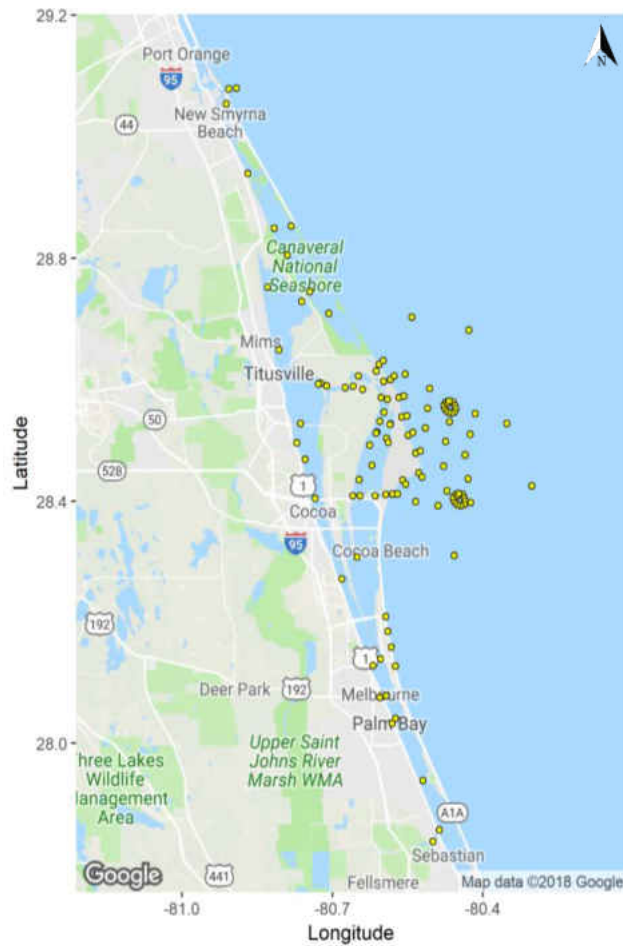 29.2
Port Orange
95
N
New Smyrna
Beach
44
28.8
Canaveral
National
Seashore
Mims
Titusville
50
528
1
28.4
Cocoa
95
Cocoa Beach
192
1
Deer Park
192
Melbourne
Palm Bay
28.0
Upper Saint
Johns River
Marsh WMA
hree Lakes
Wildlife
anagement
Area
A1A
Sebastian
Google
441
Fellsmere
Map data ©2018 Google
-81.0
-80.7
-80.4
Latitude
Longitude